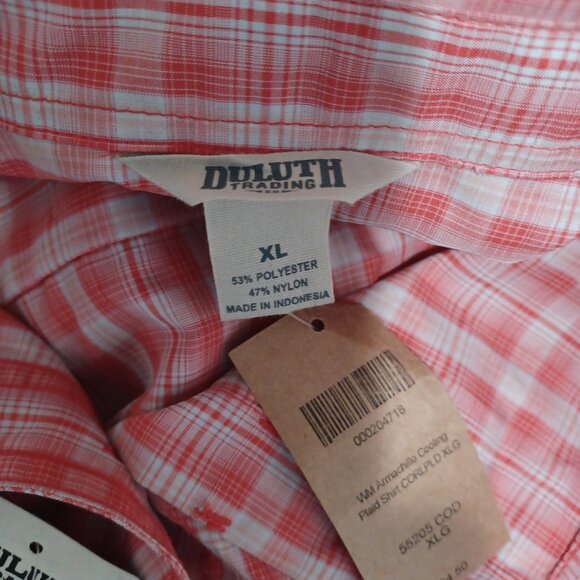 DULUTH
TRADING
CO
XL
53% POLYESTER
47% NYLON
MADE IN INDONESIA
000204718
WM Armachillo Cooling
Plaid Shirt CORLPLD XLG
55205 COD
XLG